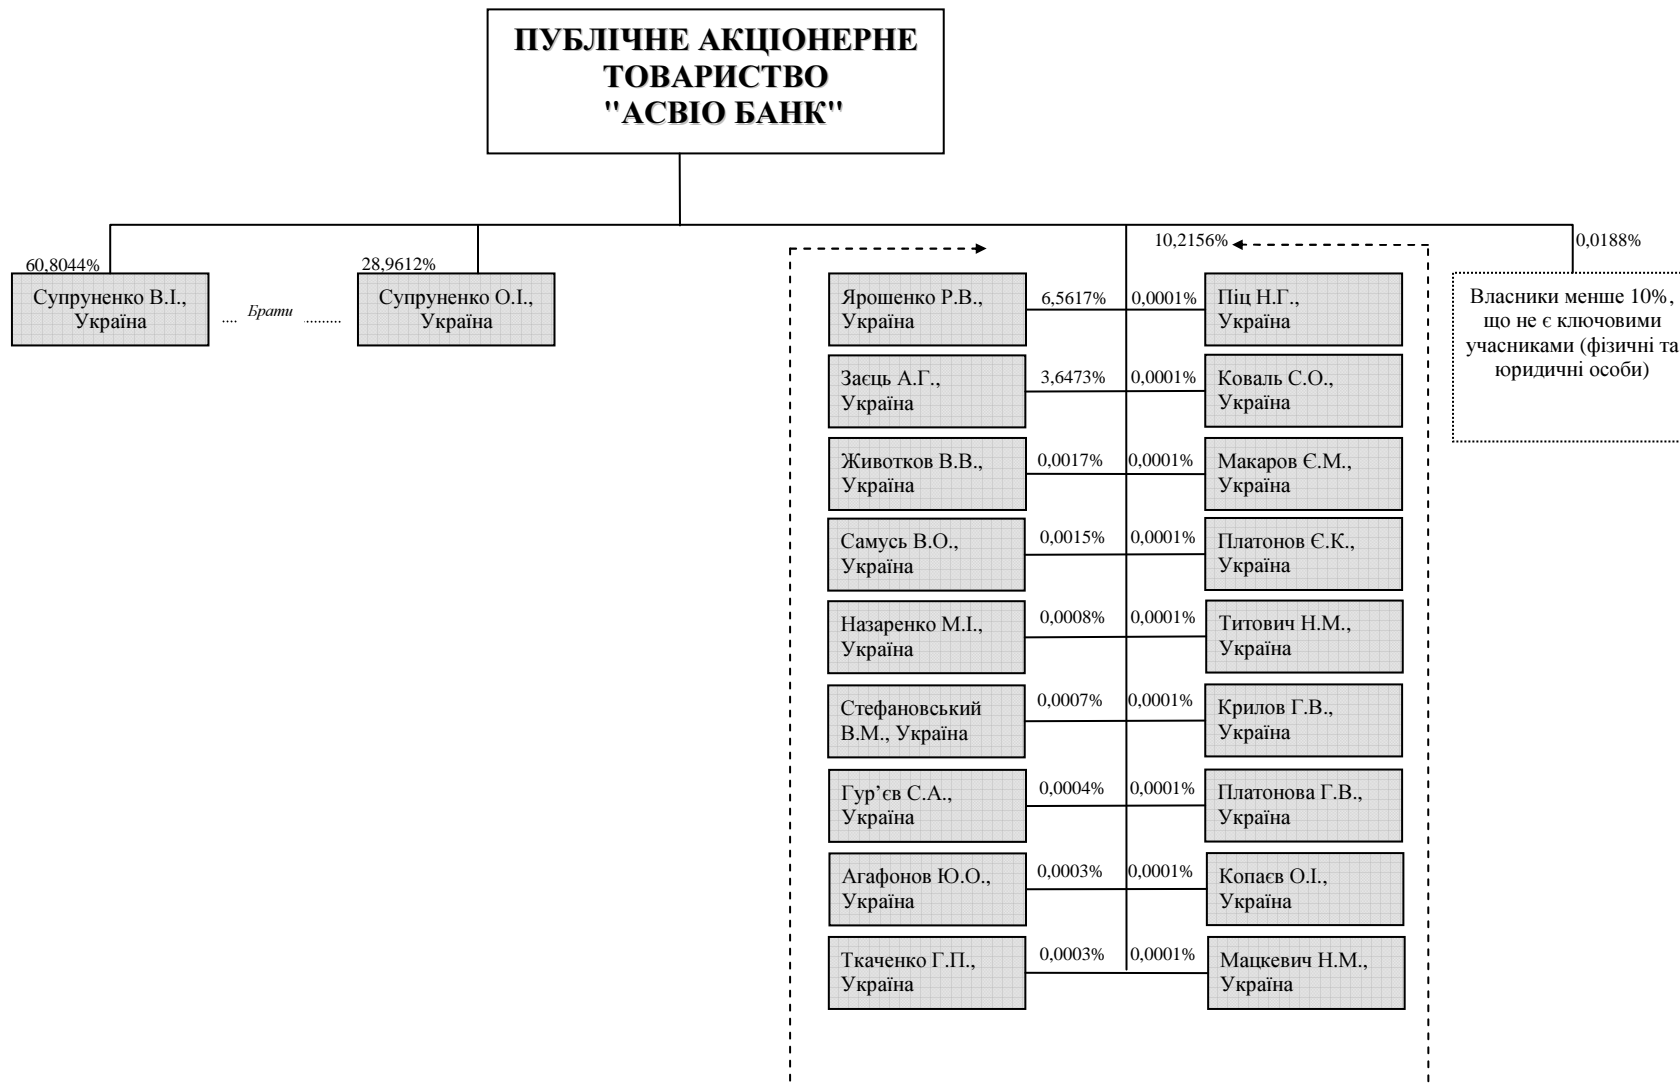 ПУБЛІЧНЕ АКЦІОНЕРНЕ
ТОВАРИСТВО
"АСВІО БАНК"
60,8044%
Супруненко В.І.,
Україна
.... Брати ..........
28,9612%
Супруненко О.І.,
Україна
10,2156%
0,0188%
Власники менше 10%,
що не є ключовими
учасниками (фізичні та
юридичні особи)
Ярошенко Р.В.,
Україна
6,5617%
0,0001%
Піц Н.Г.,
Україна
Заєць А.Г.,
Україна
3,6473%
0,0001%
Коваль С.О.,
Україна
Животков В.В.,
Україна
0,0017%
0,0001%
Макаров Є.М.,
Україна
Самусь В.О.,
Україна
0,0015%
0,0001%
Платонов Є.К.,
Україна
Назаренко М.І.,
Україна
0,0008%
0,0001%
Титович Н.М.,
Україна
Стефановський
В.М., Україна
0,0007%
0,0001%
Крилов Г.В.,
Україна
Гур’єв С.А.,
Україна
0,0004%
0,0001%
Платонова Г.В.,
Україна
Агафонов Ю.О.,
Україна
0,0003%
0,0001%
Копаєв О.І.,
Україна
Ткаченко Г.П.,
Україна
0,0003%
0,0001%
Мацкевич Н.М.,
Україна